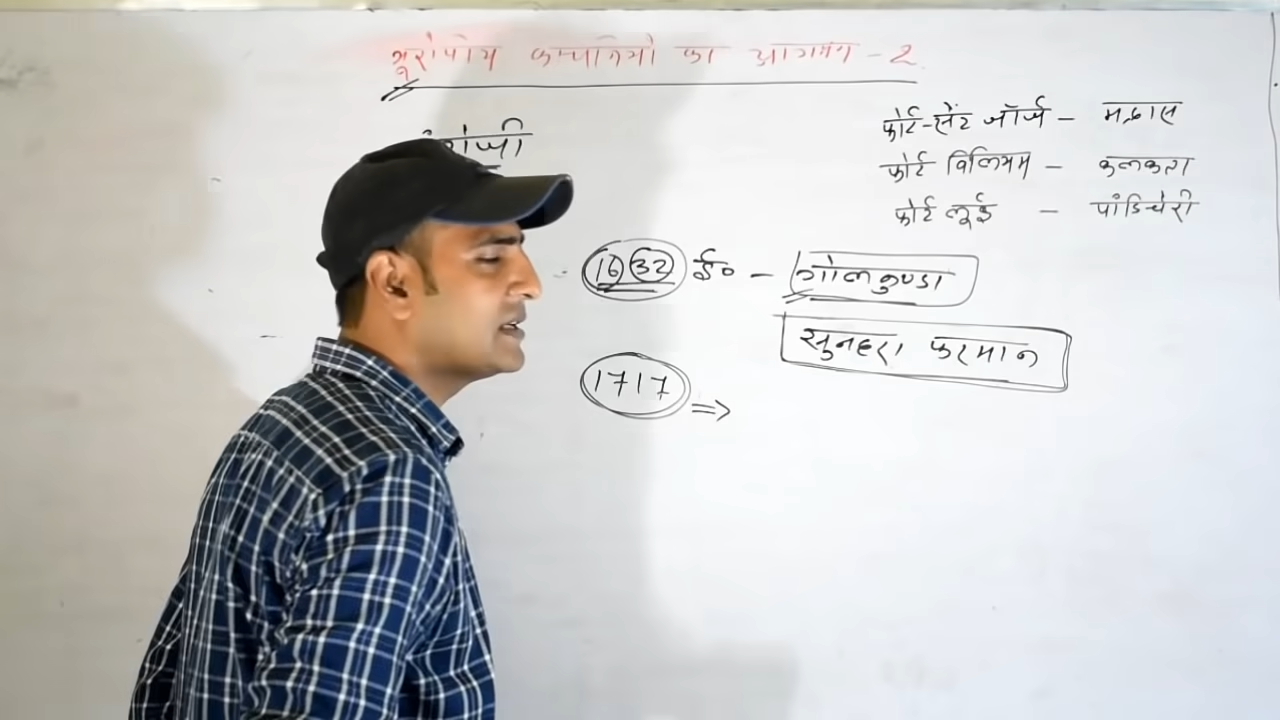 यूरोपीय कम्पनियो का आगमन - 2
फोर्ट-सेंट जॉर्ज - मद्रास
फोर्ट विलियम - कलकत्ता
फोर्ट लूई - पांडिचेरी
1632 ई० - गोलकुण्डा
सुनहरा फरमान
1717 =>